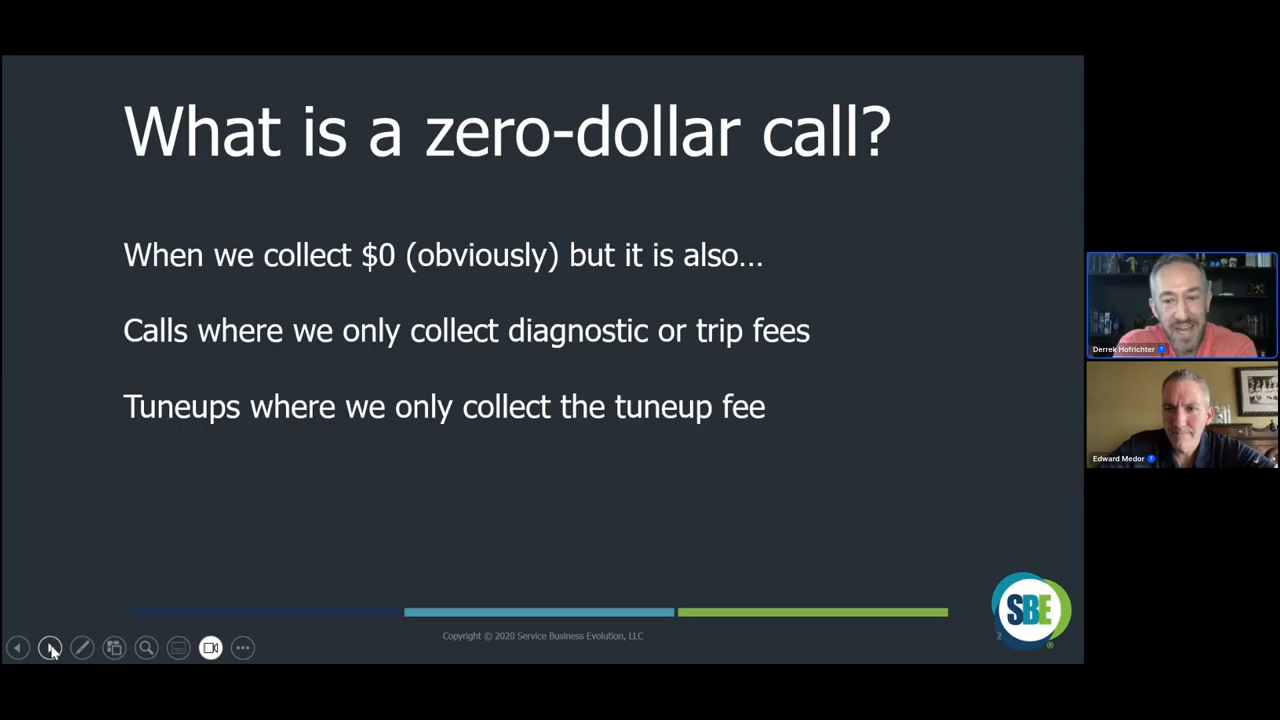 What is a zero-dollar call?
When we collect $0 (obviously) but it is also...
Calls where we only collect diagnostic or trip fees
Tuneups where we only collect the tuneup fee
Copyright © 2020 Service Business Evolution, LLC
2
SBE
®
Derrek Hofrichter
Edward Medor